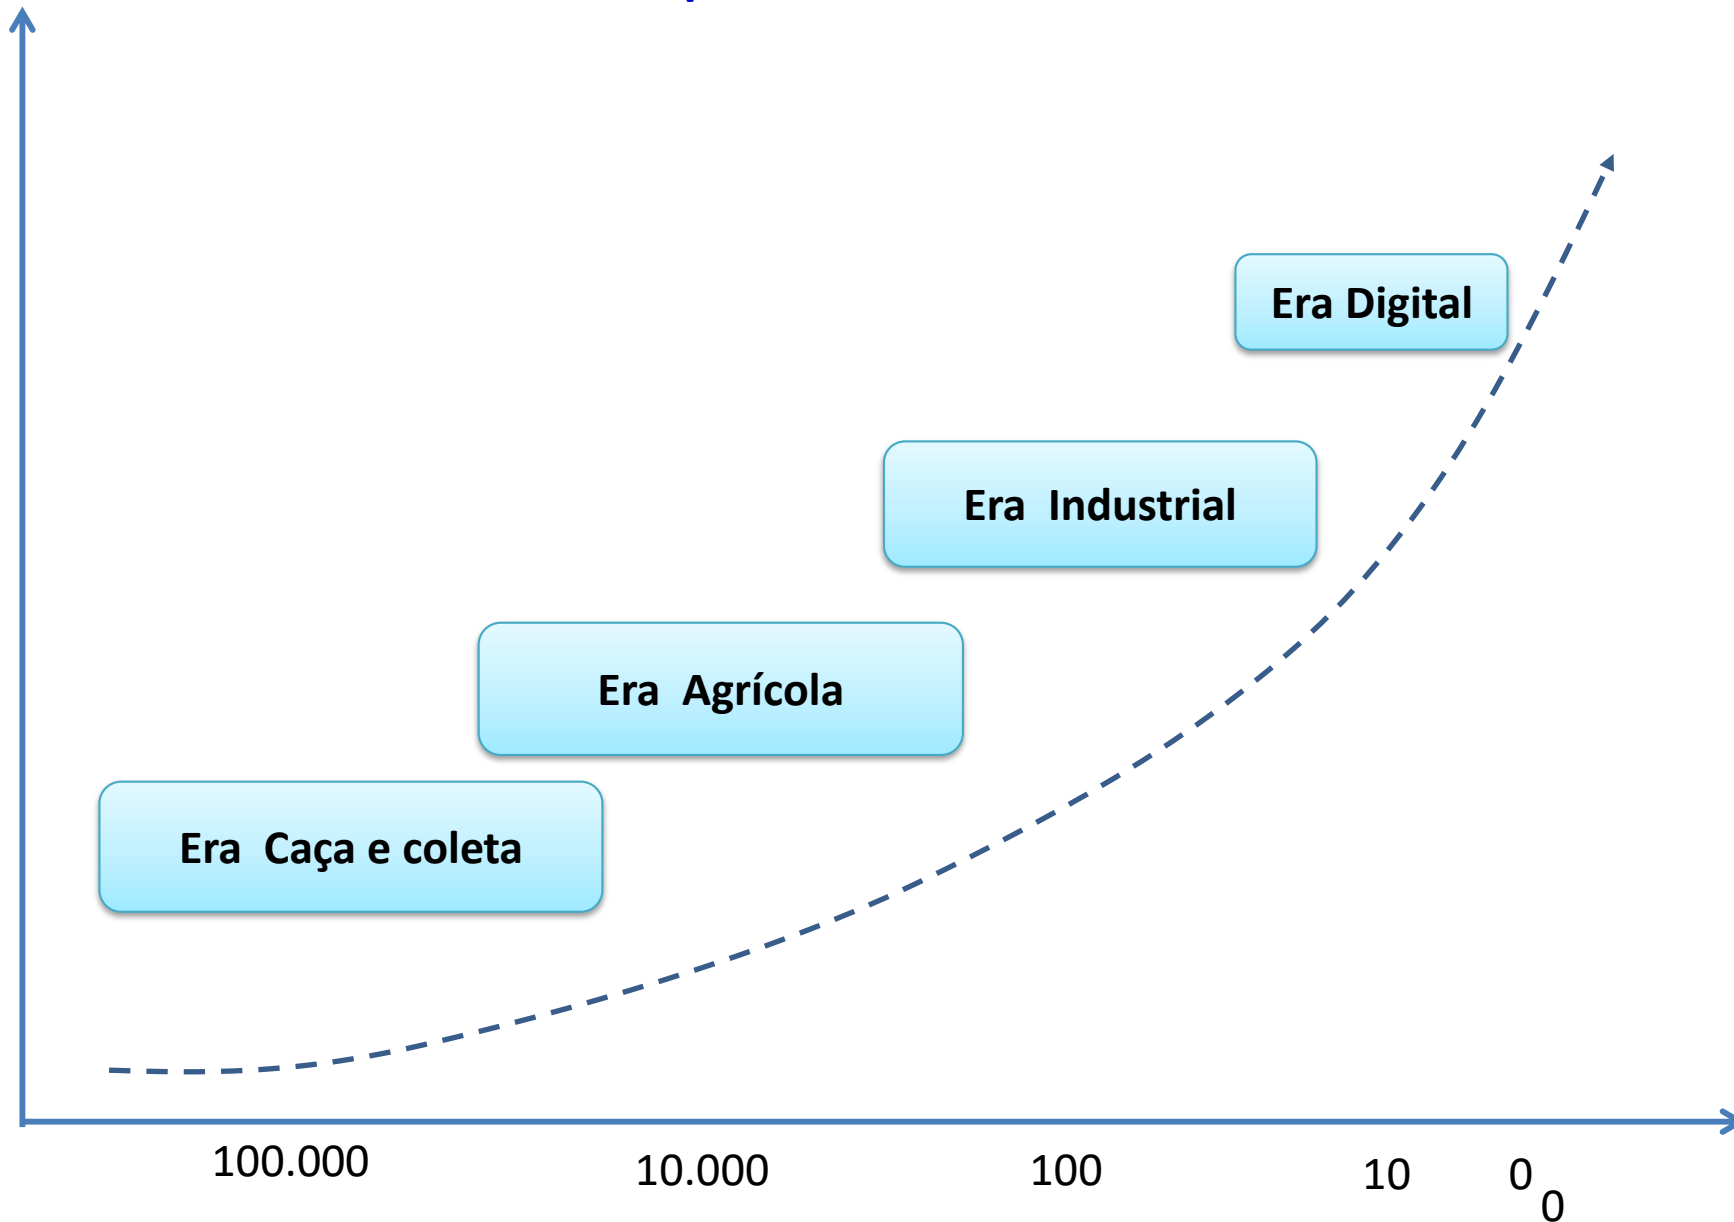 Era Digital
Era Industrial
Era Agrícola
Era Caça e coleta
100.000 10.000 100 10 0
0